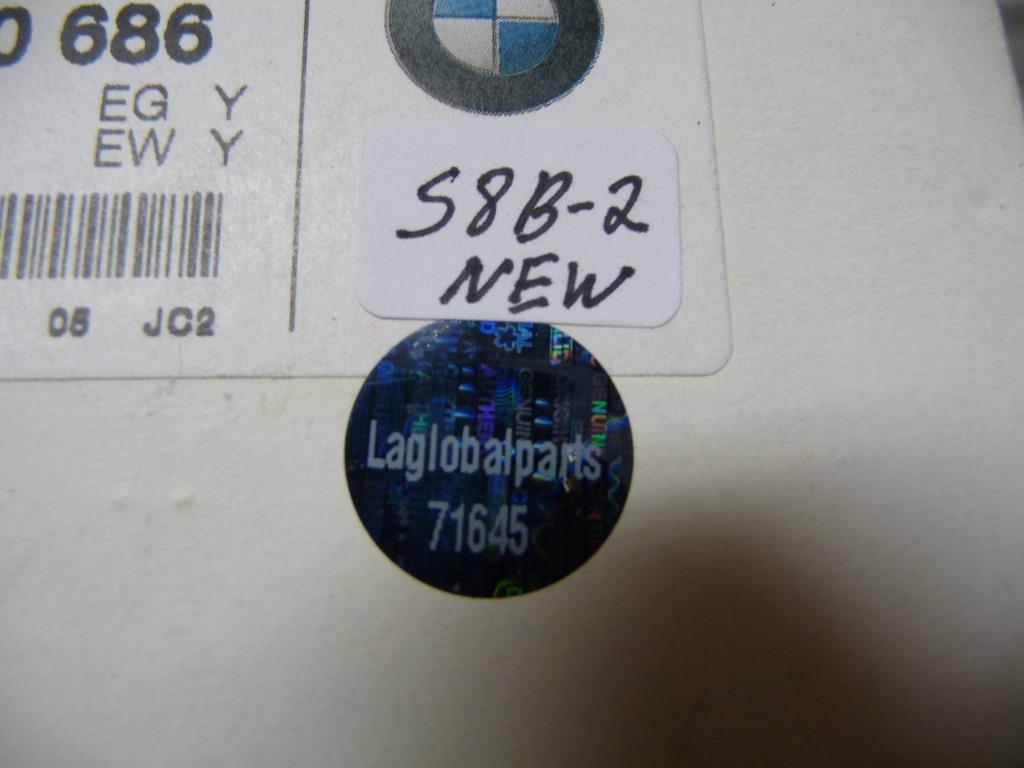 0 686
EG Y
EW Y
05 JC2
S8B-2
NEW
Laglobalparts
71645